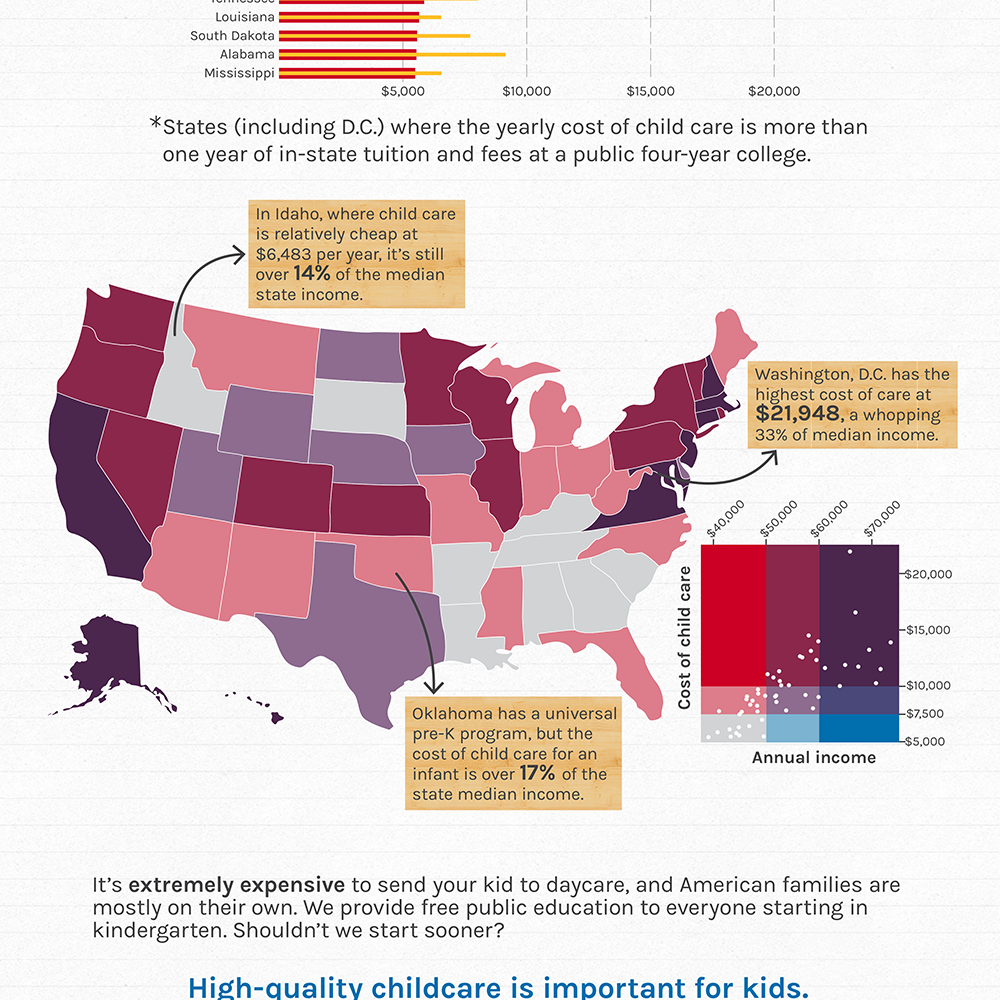 Tennessee
Louisiana
South Dakota
Alabama
Mississippi
$5,000
$10,000
$15,000
$20,000
*States (including D.C.) where the yearly cost of child care is more than
one year of in-state tuition and fees at a public four-year college.
In Idaho, where child care
is relatively cheap at
$6,483 per year, it's still
over 14% of the median
state income.
Washington, D.C. has the
highest cost of care at
$21,948, a whopping
33% of median income.
$40,000
$50,000
$60,000
$70,000
Cost of child care
$20,000
$15,000
$10,000
$7,500
$5,000
Annual income
Oklahoma has a universal
pre-K program, but the
cost of child care for an
infant is over 17% of the
state median income.
It's extremely expensive to send your kid to daycare, and American families are
mostly on their own. We provide free public education to everyone starting in
kindergarten. Shouldn't we start sooner?
High-quality childcare is important for kids.